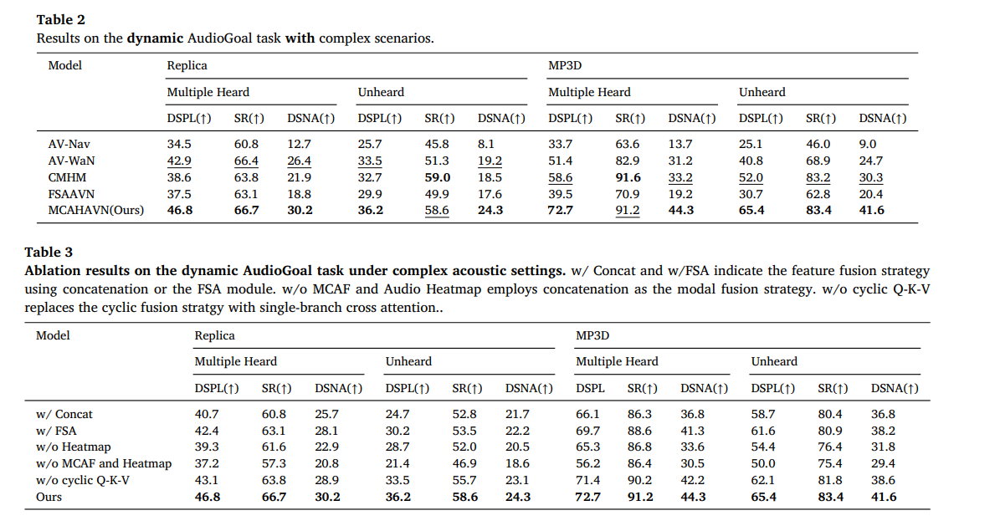 Table 2
Results on the dynamic AudioGoal task with complex scenarios.
Model Replica MP3D
Multiple Heard Unheard Multiple Heard Unheard
DSPL(↑) SR(↑) DSNA(↑) DSPL(↑) SR(↑) DSNA(↑) DSPL(↑) SR(↑) DSNA(↑) DSPL(↑) SR(↑) DSNA(↑)
AV-Nav 34.5 60.8 12.7 25.7 45.8 8.1 33.7 63.6 13.7 25.1 46.0 9.0
AV-WaN 42.9 66.4 26.4 33.5 51.3 19.2 51.4 82.9 31.2 40.8 68.9 24.7
CMHM 38.6 63.8 21.9 32.7 59.0 18.5 58.6 91.6 33.2 52.0 83.2 30.3
FSAAVN 37.5 63.1 18.8 29.9 49.9 17.6 39.5 70.9 19.2 30.7 62.8 20.4
MCAHAVN(Ours) 46.8 66.7 30.2 36.2 58.6 24.3 72.7 91.2 44.3 65.4 83.4 41.6
Table 3
Ablation results on the dynamic AudioGoal task under complex acoustic settings. w/ Concat and w/FSA indicate the feature fusion strategy
using concatenation or the FSA module. w/o MCAF and Audio Heatmap employs concatenation as the modal fusion strategy. w/o cyclic Q-K-V
replaces the cyclic fusion stratgy with single-branch cross attention..
Model Replica MP3D
Multiple Heard Unheard Multiple Heard Unheard
DSPL(↑) SR(↑) DSNA(↑) DSPL(↑) SR(↑) DSNA(↑) DSPL SR(↑) DSNA(↑) DSPL(↑) SR(↑) DSNA(↑)
w/ Concat 40.7 60.8 25.7 24.7 52.8 21.7 66.1 86.3 36.8 58.7 80.4 36.8
w/ FSA 42.4 63.1 28.1 30.2 53.5 22.2 69.7 88.6 41.3 61.6 80.9 38.2
w/o Heatmap 39.3 61.6 22.9 28.7 52.0 20.5 65.3 86.8 33.6 54.4 76.4 31.8
w/o MCAF and Heatmap 37.2 57.3 20.8 21.4 46.9 18.6 56.2 86.4 30.5 50.0 75.4 29.4
w/o cyclic Q-K-V 43.1 63.8 28.9 33.5 55.7 23.1 71.4 90.2 42.2 62.1 81.8 38.6
Ours 46.8 66.7 30.2 36.2 58.6 24.3 72.7 91.2 44.3 65.4 83.4 41.6